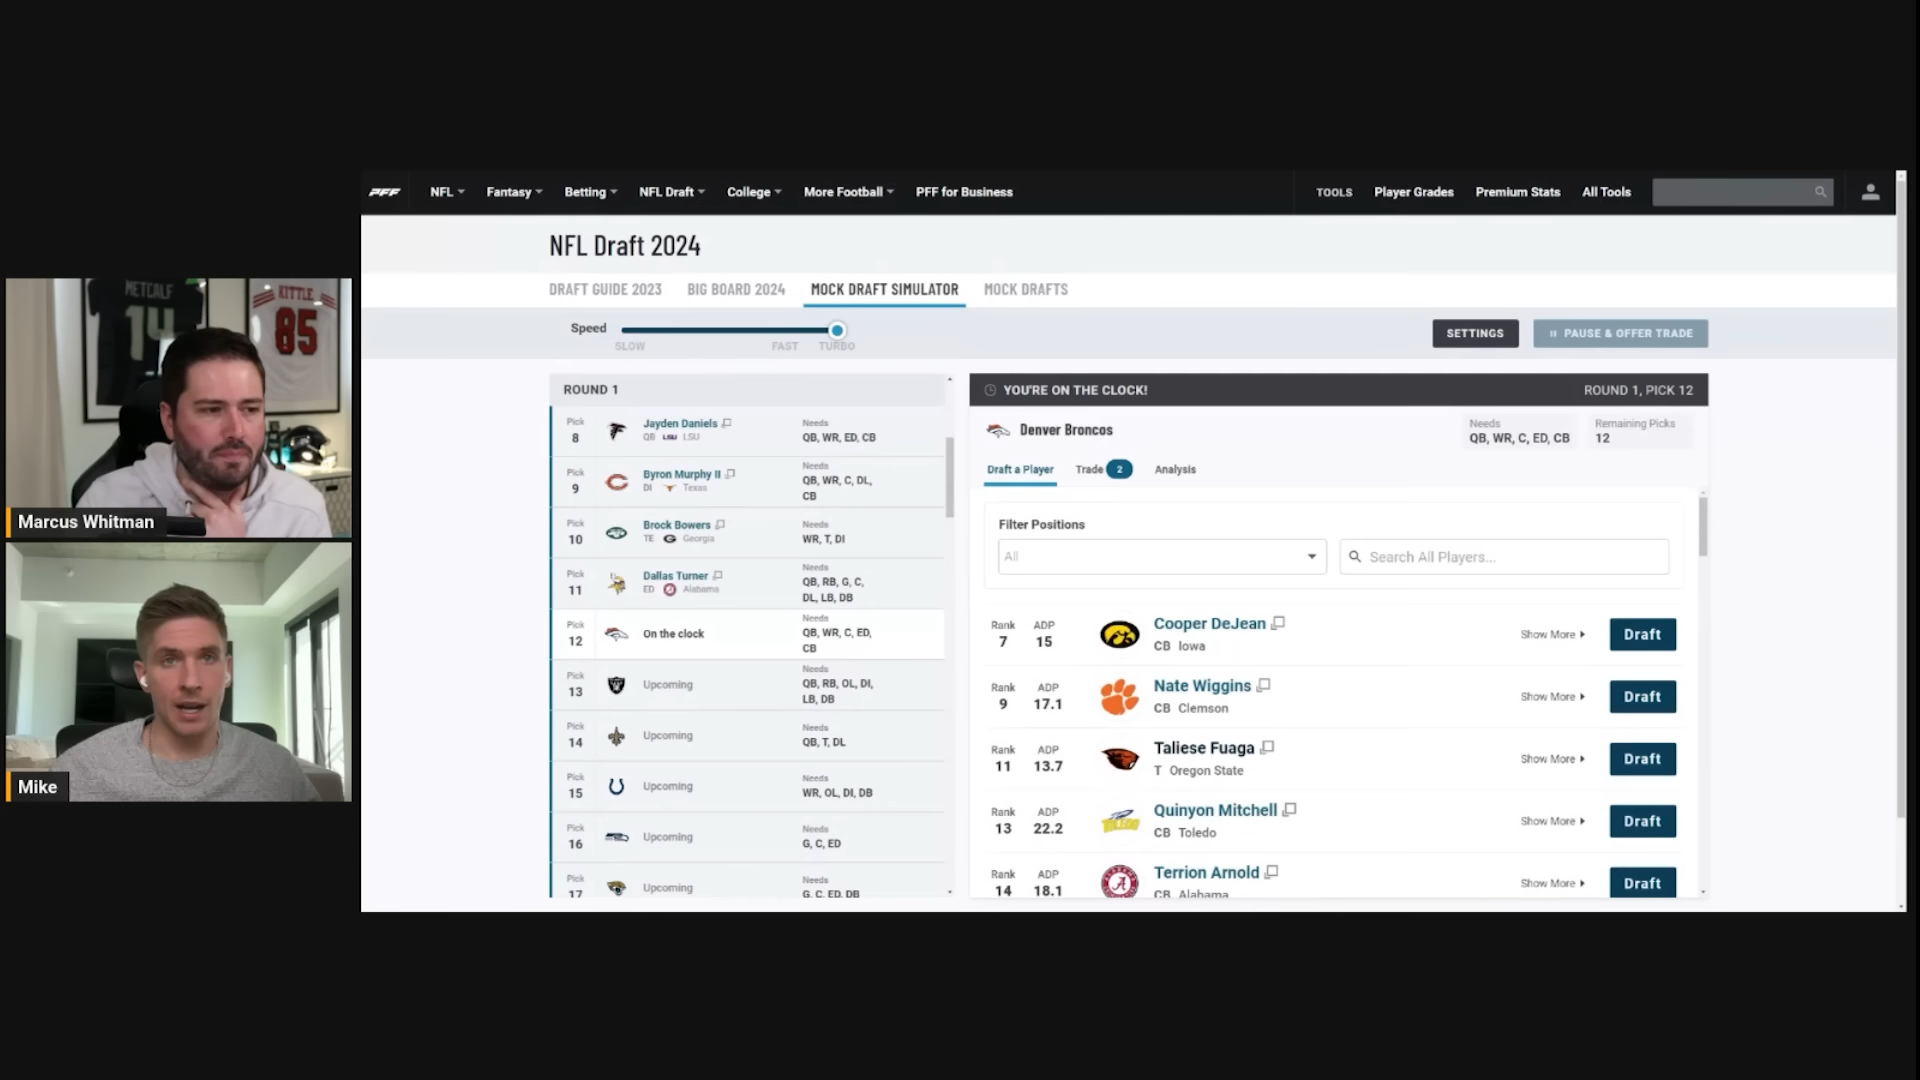 METCALF
14
KITTLE
85
Marcus Whitman
Mike
PFF
NFL
Fantasy
Betting
NFL Draft
College
More Football
PFF for Business
TOOLS
Player Grades
Premium Stats
All Tools
NFL Draft 2024
DRAFT GUIDE 2023
BIG BOARD 2024
MOCK DRAFT SIMULATOR
MOCK DRAFTS
Speed
SLOW
FAST
TURBO
SETTINGS
PAUSE & OFFER TRADE
ROUND 1
Pick
8
Jayden Daniels
QB LSU LSU
Needs
QB, WR, ED, CB
Pick
9
Byron Murphy II
DI Texas
Needs
QB, WR, C, DL,
CB
Pick
10
Brock Bowers
TE G Georgia
Needs
WR, T, DI
Pick
11
Dallas Turner
ED Alabama
Needs
QB, RB, G, C,
DL, LB, DB
Pick
12
On the clock
Needs
QB, WR, C, ED,
CB
Pick
13
Upcoming
Needs
QB, RB, OL, DI,
LB, DB
Pick
14
Upcoming
Needs
QB, T, DL
Pick
15
Upcoming
Needs
WR, OL, DI, DB
Pick
16
Upcoming
Needs
G, C, ED
Pick
17
Upcoming
Needs
G, C, ED, DB
YOU'RE ON THE CLOCK!
ROUND 1, PICK 12
Denver Broncos
Needs
QB, WR, C, ED, CB
Remaining Picks
12
Draft a Player
Trade 2
Analysis
Filter Positions
All
Search All Players...
Rank
7
ADP
15
Cooper DeJean
CB Iowa
Show More
Draft
Rank
9
ADP
17.1
Nate Wiggins
CB Clemson
Show More
Draft
Rank
11
ADP
13.7
Taliese Fuaga
T Oregon State
Show More
Draft
Rank
13
ADP
22.2
TOLEDO
Quinyon Mitchell
CB Toledo
Show More
Draft
Rank
14
ADP
18.1
Terrion Arnold
CB Alabama
Show More
Draft